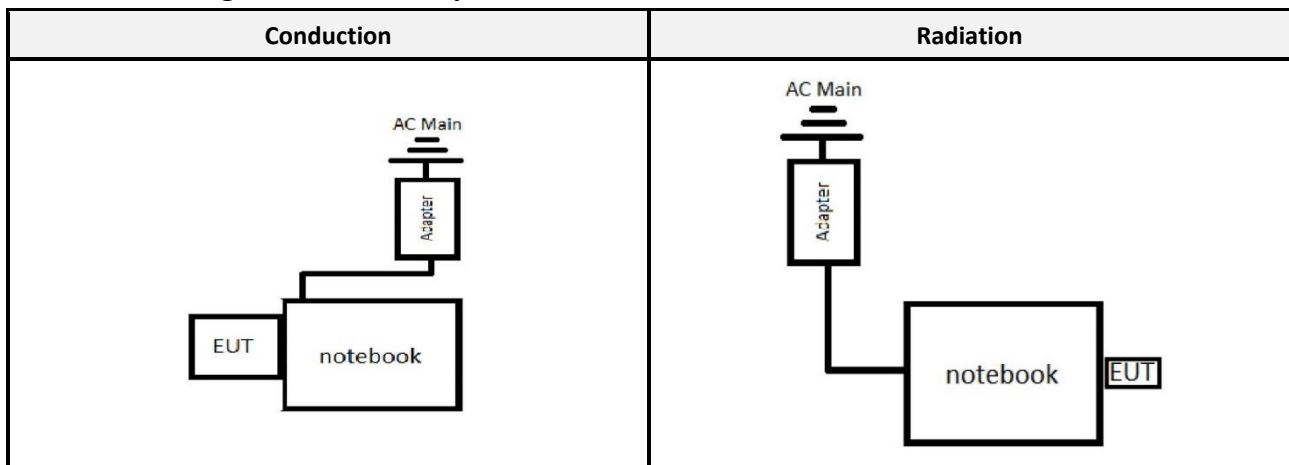 Conduction
Radiation
AC Main
Adapter
EUT
notebook
AC Main
Adapter
notebook
EUT